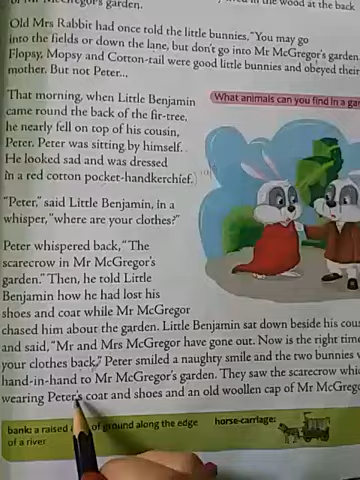 of Mr McGregor's garden.
in the wood at the back
Old Mrs Rabbit had once told the little bunnies, "You may go
into the fields or down the lane, but don't go into Mr McGregor's garden.
Flopsy, Mopsy and Cotton-tail were good little bunnies and obeyed their
mother. But not Peter...
That morning, when Little Benjamin
came round the back of the fir-tree,
he nearly fell on top of his cousin,
Peter. Peter was sitting by himself.
He looked sad and was dressed
in a red cotton pocket-handkerchief.
What animals can you find in a gar
"Peter," said Little Benjamin, in a
whisper, "where are your clothes?"
Peter whispered back, "The
scarecrow in Mr McGregor's
garden." Then, he told Little
Benjamin how he had lost his
shoes and coat while Mr McGregor
chased him about the garden. Little Benjamin sat down beside his cous
and said, "Mr and Mrs McGregor have gone out. Now is the right time
your clothes back." Peter smiled a naughty smile and the two bunnies w
hand-in-hand to Mr McGregor's garden. They saw the scarecrow whic
wearing Peter's coat and shoes and an old woollen cap of Mr McGrego
bank: a raised of ground along the edge
of a river
horse-carriage: